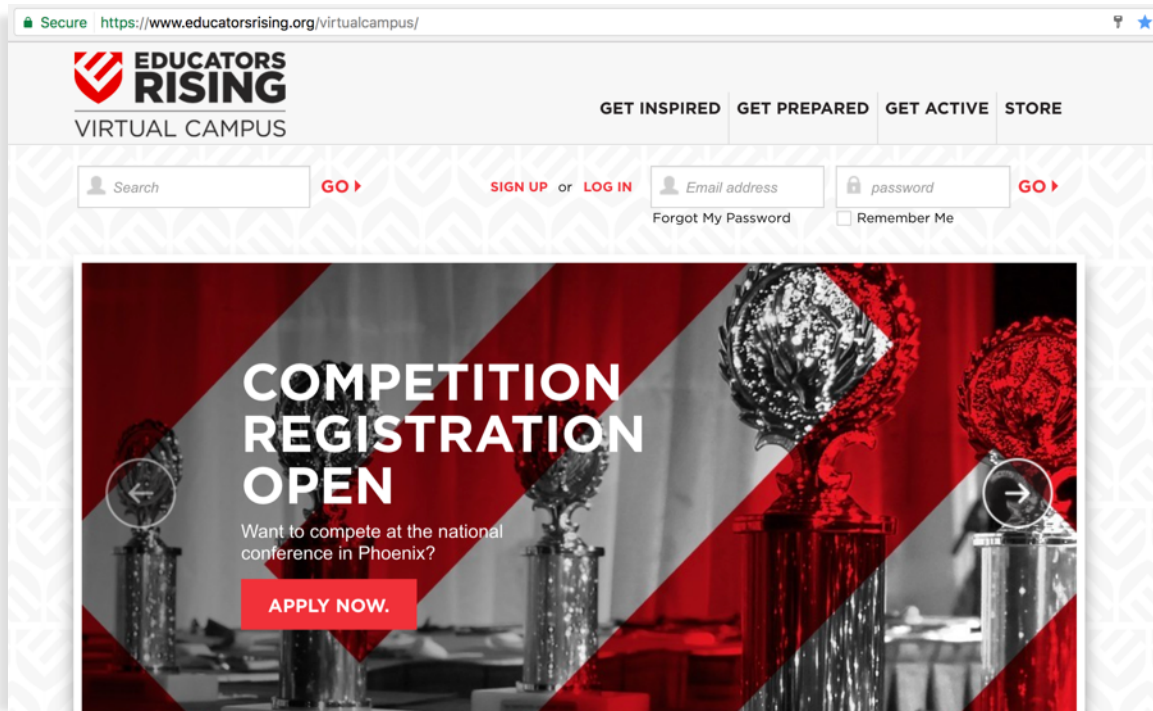 Secure https://www.educatorsrising.org/virtualcampus/
EDUCATORS
RISING
VIRTUAL CAMPUS
GET INSPIRED GET PREPARED GET ACTIVE STORE
Search GO SIGN UP or LOG IN Email address password GO
Forgot My Password Remember Me
COMPETITION
REGISTRATION
OPEN
Want to compete at the national
conference in Phoenix?
APPLY NOW.